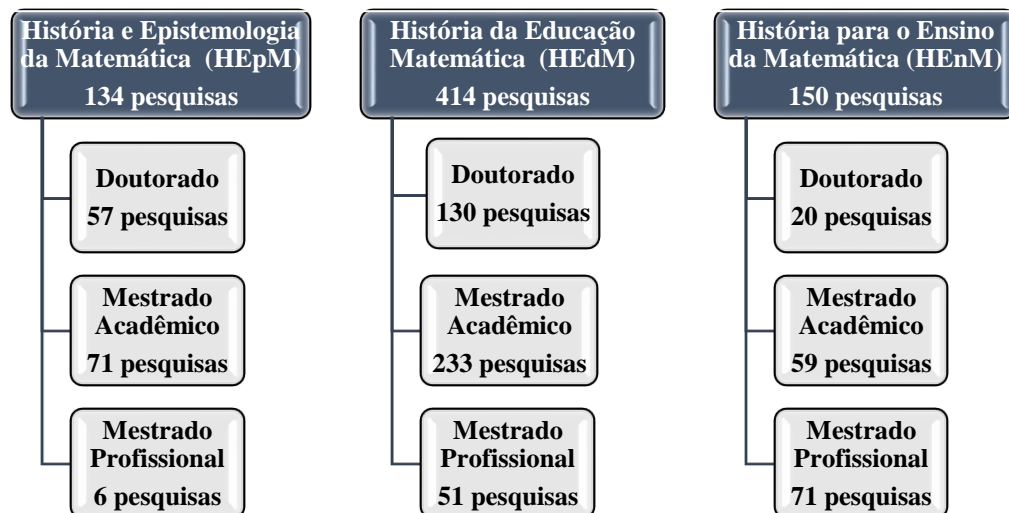 História e Epistemologia
da Matemática (HEpM)
134 pesquisas
Doutorado
57 pesquisas
Mestrado
Acadêmico
71 pesquisas
Mestrado
Profissional
6 pesquisas
História da Educação
Matemática (HEdM)
414 pesquisas
Doutorado
130 pesquisas
Mestrado
Acadêmico
233 pesquisas
Mestrado
Profissional
51 pesquisas
História para o Ensino
da Matemática (HEnM)
150 pesquisas
Doutorado
20 pesquisas
Mestrado
Acadêmico
59 pesquisas
Mestrado
Profissional
71 pesquisas